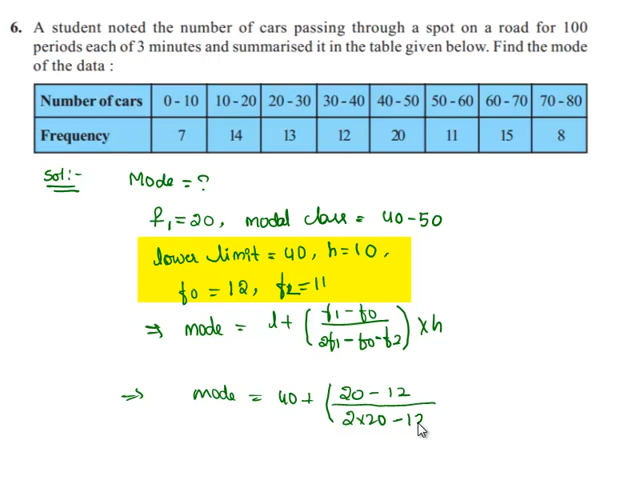 6. A student noted the number of cars passing through a spot on a road for 100
periods each of 3 minutes and summarised it in the table given below. Find the mode
of the data :
Number of cars 0 - 10 10 - 20 20 - 30 30 - 40 40 - 50 50 - 60 60 - 70 70 - 80
Frequency 7 14 13 12 20 11 15 8
Sol:-
Mode = ?
f₁ = 20, modal class = 40-50
lower limit = 40, h = 10,
f₀ = 12, f₂ = 11
⇒ mode = l + (f₁ - f₀ / 2f₁ - f₀ - f₂) × h
⇒ mode = 40 + (20 - 12 / 2×20 - 12